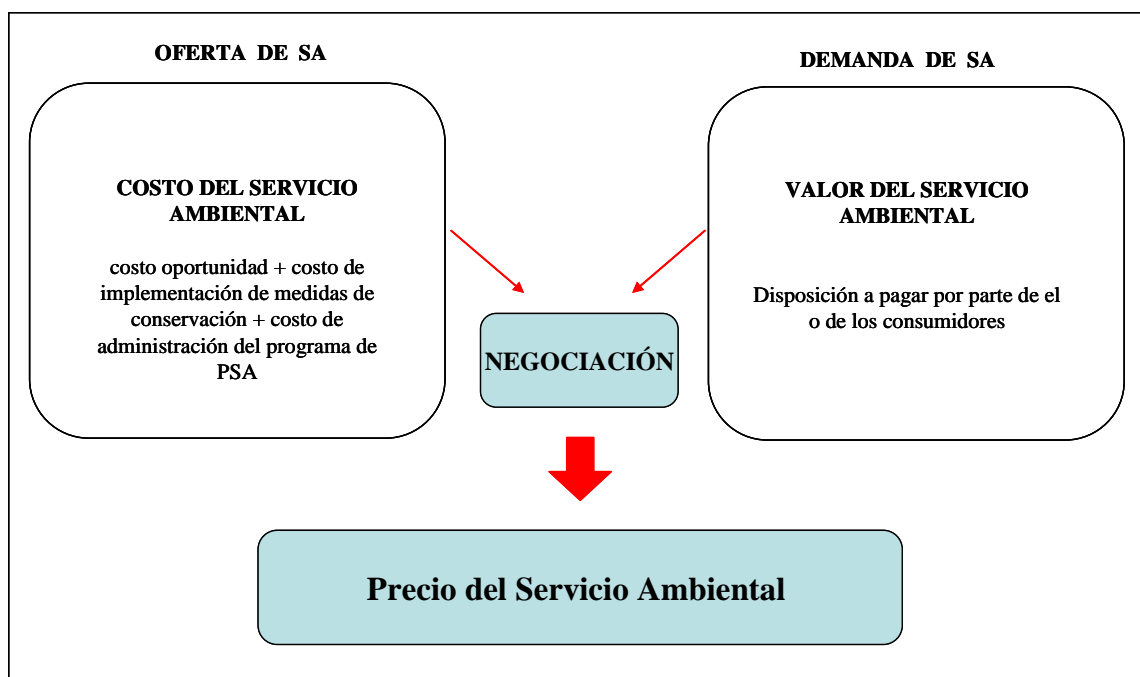 OFERTA DE SA
COSTO DEL SERVICIO
AMBIENTAL
costo oportunidad + costo de
implementación de medidas de
conservación + costo de
administración del programa de
PSA
DEMANDA DE SA
VALOR DEL SERVICIO
AMBIENTAL
Disposición a pagar por parte de el
o de los consumidores
NEGOCIACIÓN
Precio del Servicio Ambiental